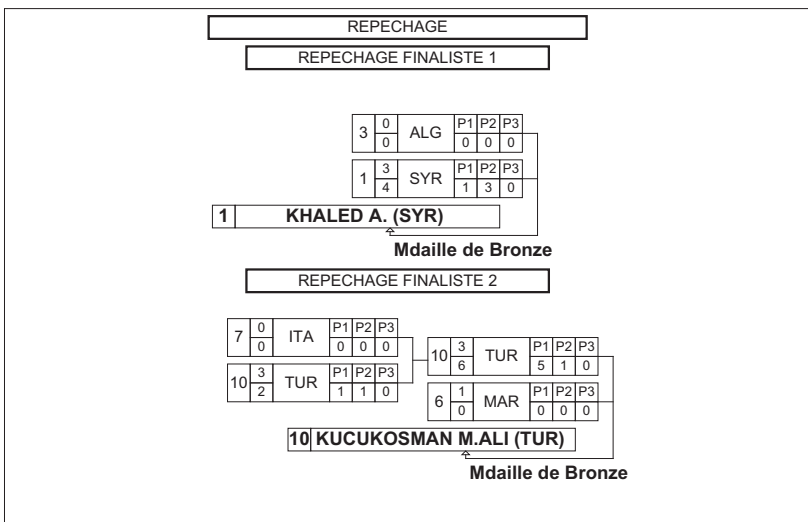 REPECHAGE
REPECHAGE FINALISTE 1
3 0 ALG P1 P2 P3
0 0 0 0
1 3 SYR P1 P2 P3
4 1 3 0
1 KHALED A. (SYR)
Mdaille de Bronze
REPECHAGE FINALISTE 2
7 0 ITA P1 P2 P3
0 0 0 0
10 3 TUR P1 P2 P3
2 1 1 0
10 3 TUR P1 P2 P3
6 5 1 0
6 1 MAR P1 P2 P3
0 0 0 0
10 KUCUKOSMAN M.ALI (TUR)
Mdaille de Bronze